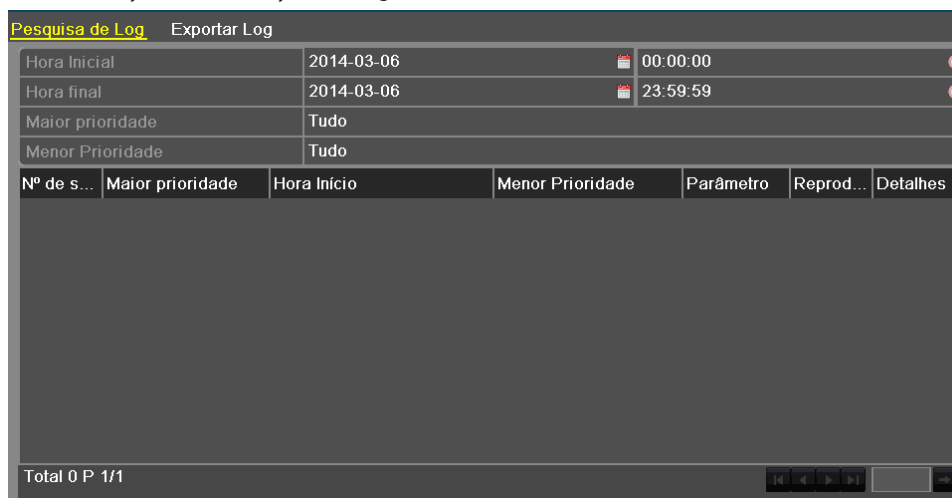 Pesquisa de Log Exportar Log
Hora Inicial 2014-03-06 00:00:00
Hora final 2014-03-06 23:59:59
Maior prioridade Tudo
Menor Prioridade Tudo
Nº de s... Maior prioridade Hora Início Menor Prioridade Parâmetro Reprod... Detalhes
Total 0 P 1/1